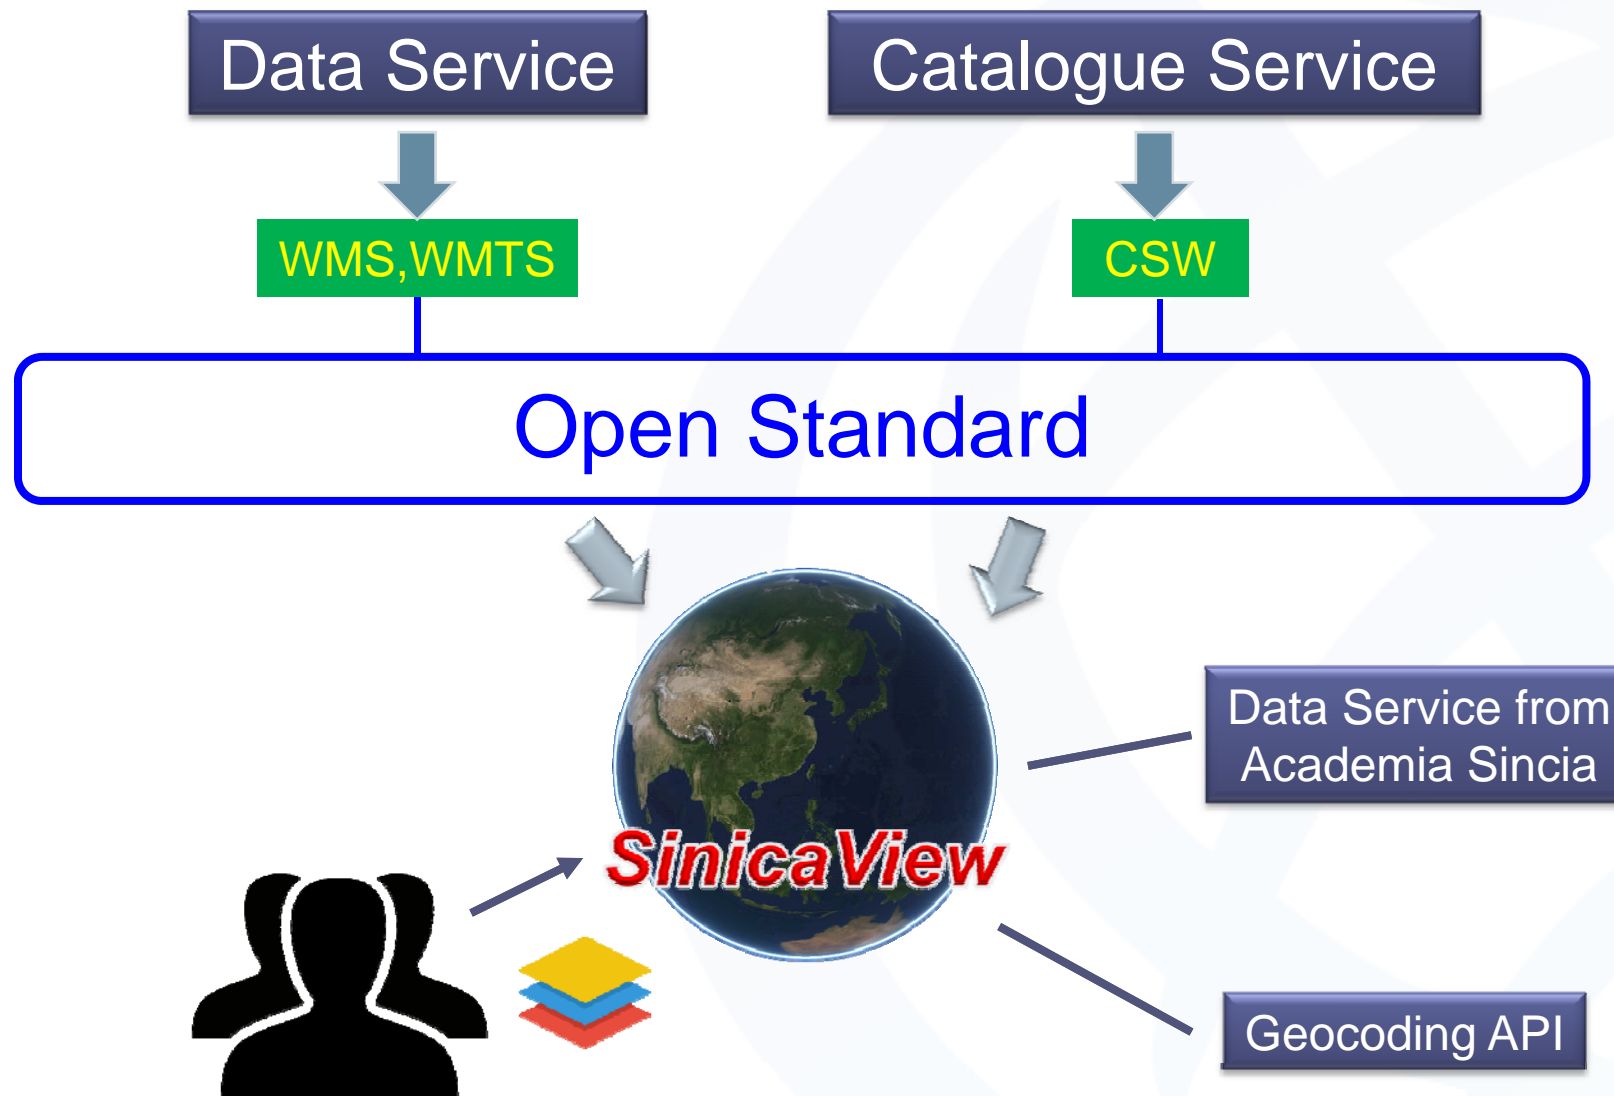 Data Service
Catalogue Service
WMS,WMTS
CSW
Open Standard
SinicaView
Data Service from
Academia Sincia
Geocoding API